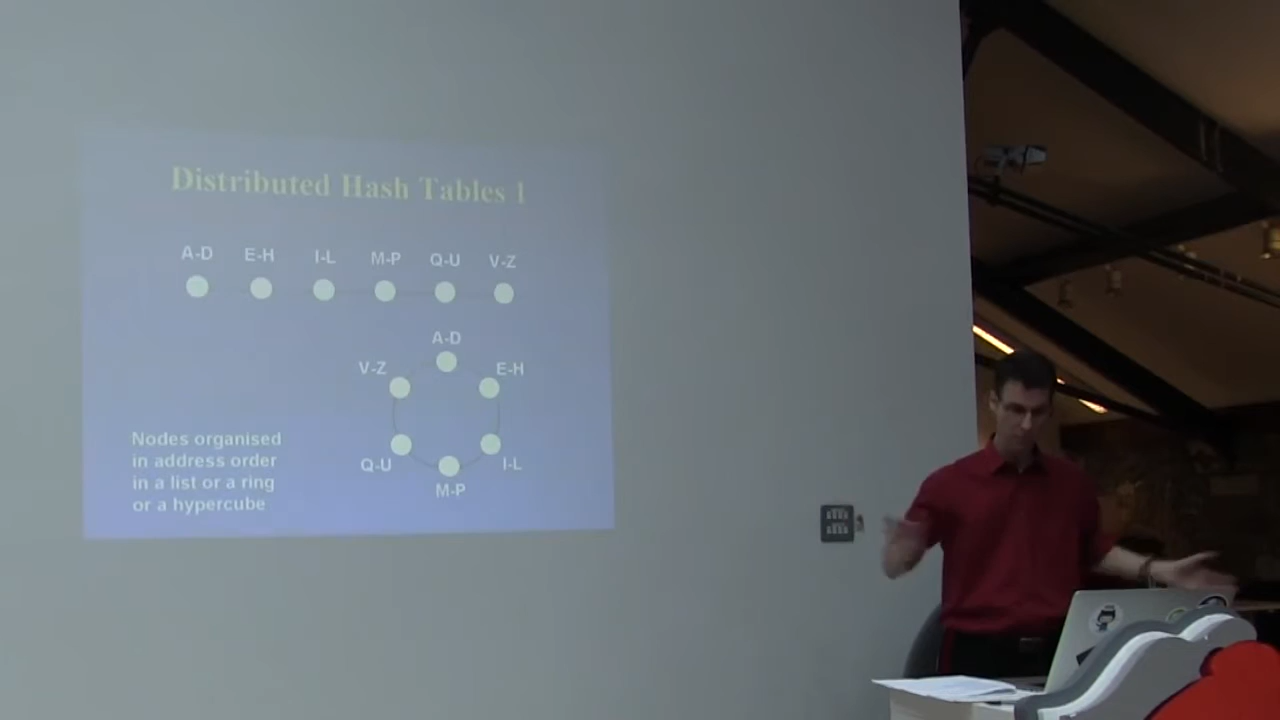 Distributed Hash Tables 1
A-D E-H I-L M-P Q-U V-Z
A-D
V-Z E-H
Q-U I-L
M-P
Nodes organised
in address order
in a list or a ring
or a hypercube